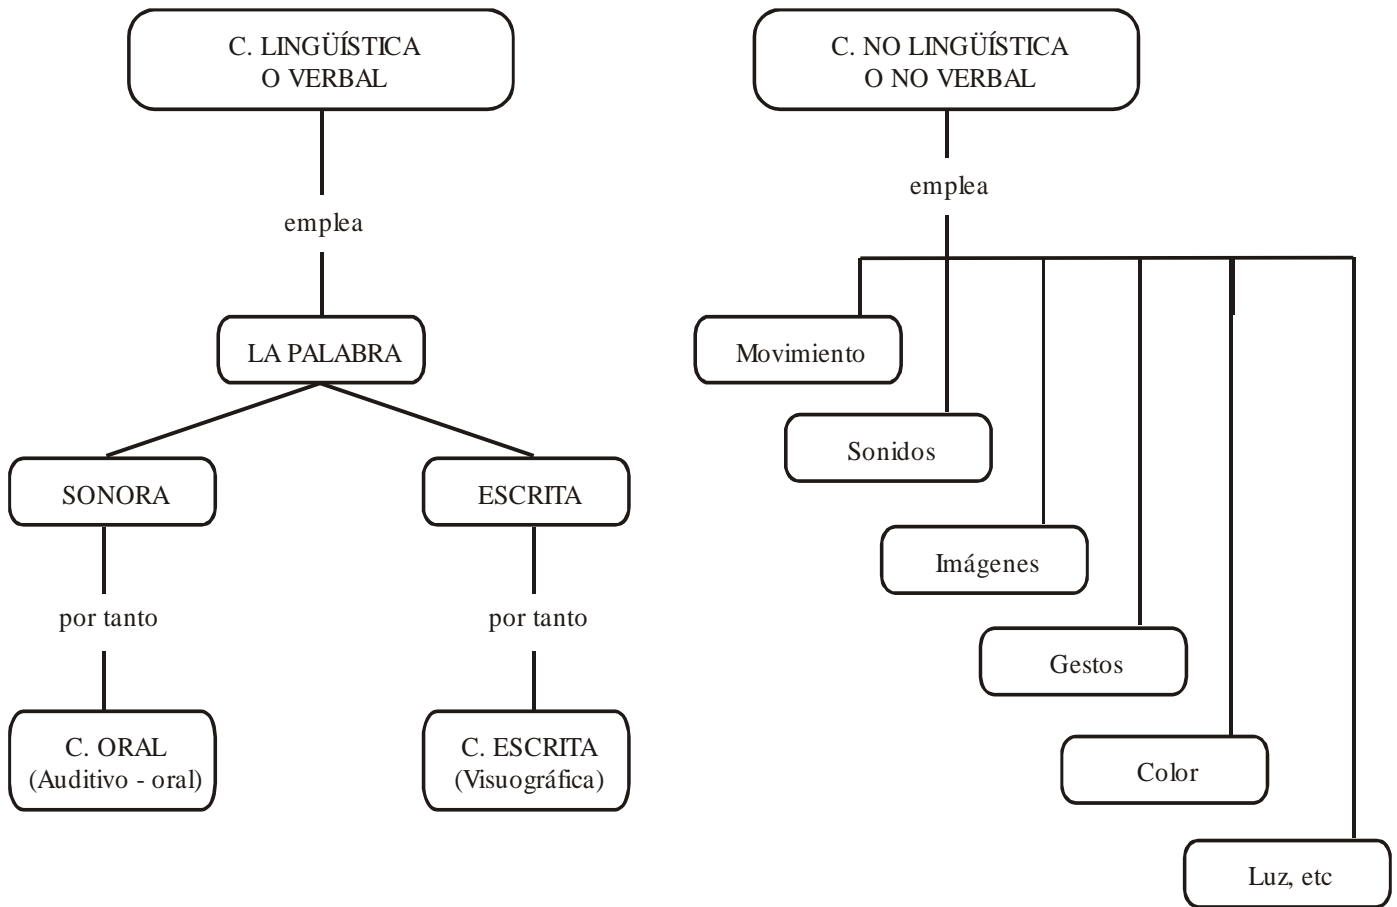 C. LINGÜÍSTICA
O VERBAL
emplea
LA PALABRA
SONORA
ESCRITA
por tanto
por tanto
C. ORAL
(Auditivo - oral)
C. ESCRITA
(Visuográfica)
C. NO LINGÜÍSTICA
O NO VERBAL
emplea
Movimiento
Sonidos
Imágenes
Gestos
Color
Luz, etc